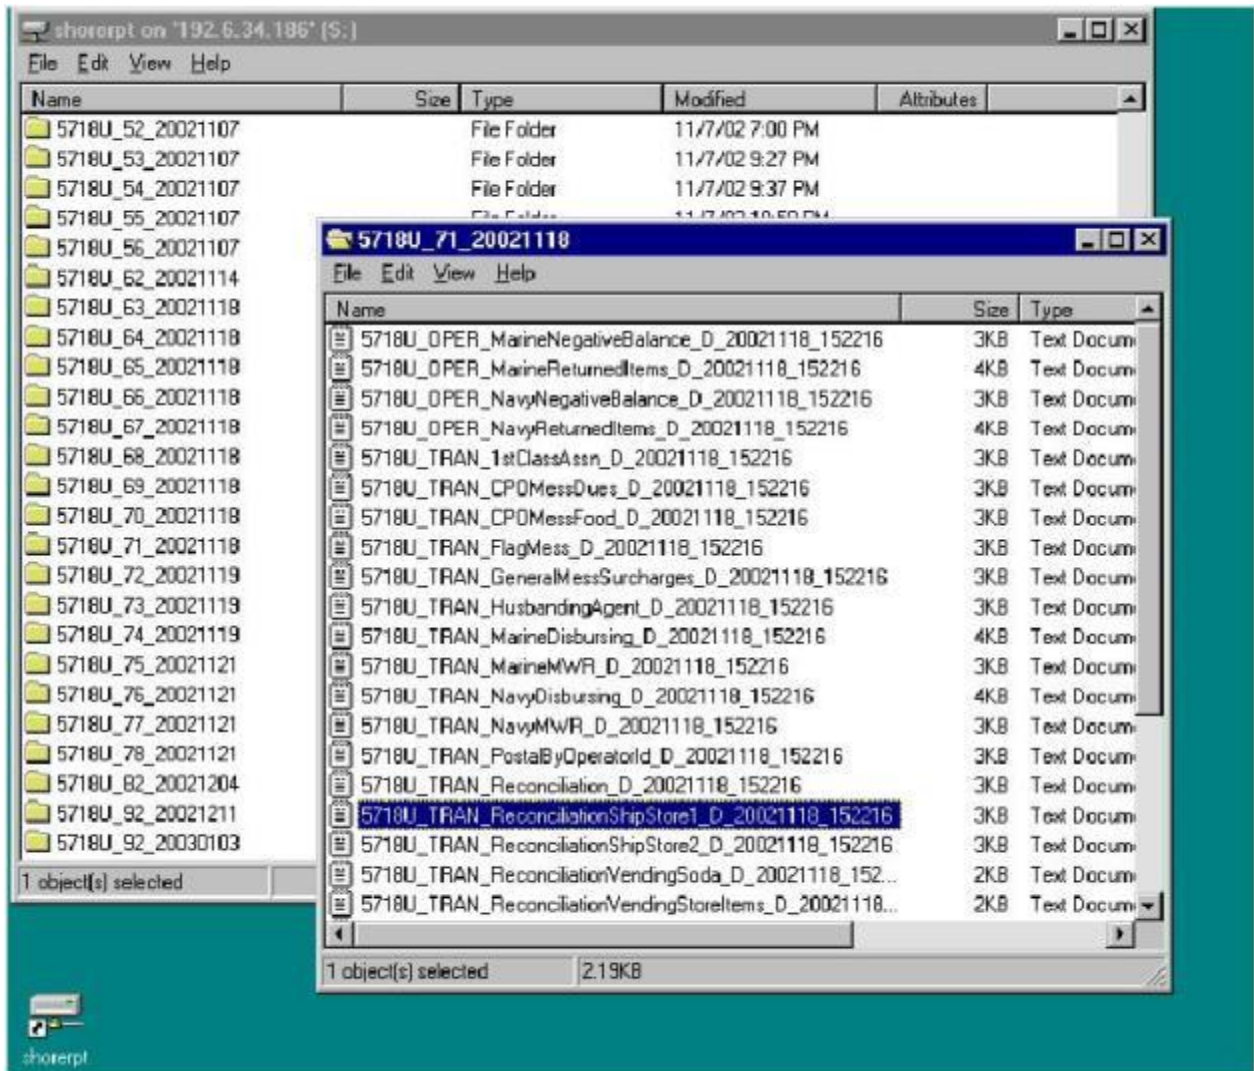 shorerpt on "192.6.34.186" (S:)
File Edit View Help
Name Size Type Modified Attributes
5718U_52_20021107 File Folder 11/7/02 7:00 PM
5718U_53_20021107 File Folder 11/7/02 9:27 PM
5718U_54_20021107 File Folder 11/7/02 9:37 PM
5718U_55_20021107 File Folder
5718U_56_20021107
5718U_62_20021114
5718U_63_20021118
5718U_64_20021118
5718U_65_20021118
5718U_66_20021118
5718U_67_20021118
5718U_68_20021118
5718U_69_20021118
5718U_70_20021118
5718U_71_20021118
5718U_72_20021119
5718U_73_20021119
5718U_74_20021119
5718U_75_20021121
5718U_76_20021121
5718U_77_20021121
5718U_78_20021121
5718U_82_20021204
5718U_92_20021211
5718U_92_20030103
1 object(s) selected
5718U_71_20021118
File Edit View Help
Name Size Type
5718U_OPER_MarineNegativeBalance_D_20021118_152216 3KB Text Docum
5718U_OPER_MarineReturnedItems_D_20021118_152216 4KB Text Docum
5718U_OPER_NavyNegativeBalance_D_20021118_152216 3KB Text Docum
5718U_OPER_NavyReturnedItems_D_20021118_152216 4KB Text Docum
5718U_TRAN_1stClassAssn_D_20021118_152216 3KB Text Docum
5718U_TRAN_CPOMessDues_D_20021118_152216 3KB Text Docum
5718U_TRAN_CPOMessFood_D_20021118_152216 3KB Text Docum
5718U_TRAN_FlagMess_D_20021118_152216 3KB Text Docum
5718U_TRAN_GeneralMessSurcharges_D_20021118_152216 3KB Text Docum
5718U_TRAN_HusbandingAgent_D_20021118_152216 3KB Text Docum
5718U_TRAN_MarineDisbursing_D_20021118_152216 4KB Text Docum
5718U_TRAN_MarineMWR_D_20021118_152216 3KB Text Docum
5718U_TRAN_NavyDisbursing_D_20021118_152216 4KB Text Docum
5718U_TRAN_NavyMWR_D_20021118_152216 3KB Text Docum
5718U_TRAN_PostalByOperatorId_D_20021118_152216 3KB Text Docum
5718U_TRAN_Reconciliation_D_20021118_152216 3KB Text Docum
5718U_TRAN_ReconciliationShipStore1_D_20021118_152216 3KB Text Docum
5718U_TRAN_ReconciliationShipStore2_D_20021118_152216 3KB Text Docum
5718U_TRAN_ReconciliationVendingSoda_D_20021118_152... 2KB Text Docum
5718U_TRAN_ReconciliationVendingStoreItems_D_20021118... 2KB Text Docum
1 object(s) selected 2.19KB
shorerpt